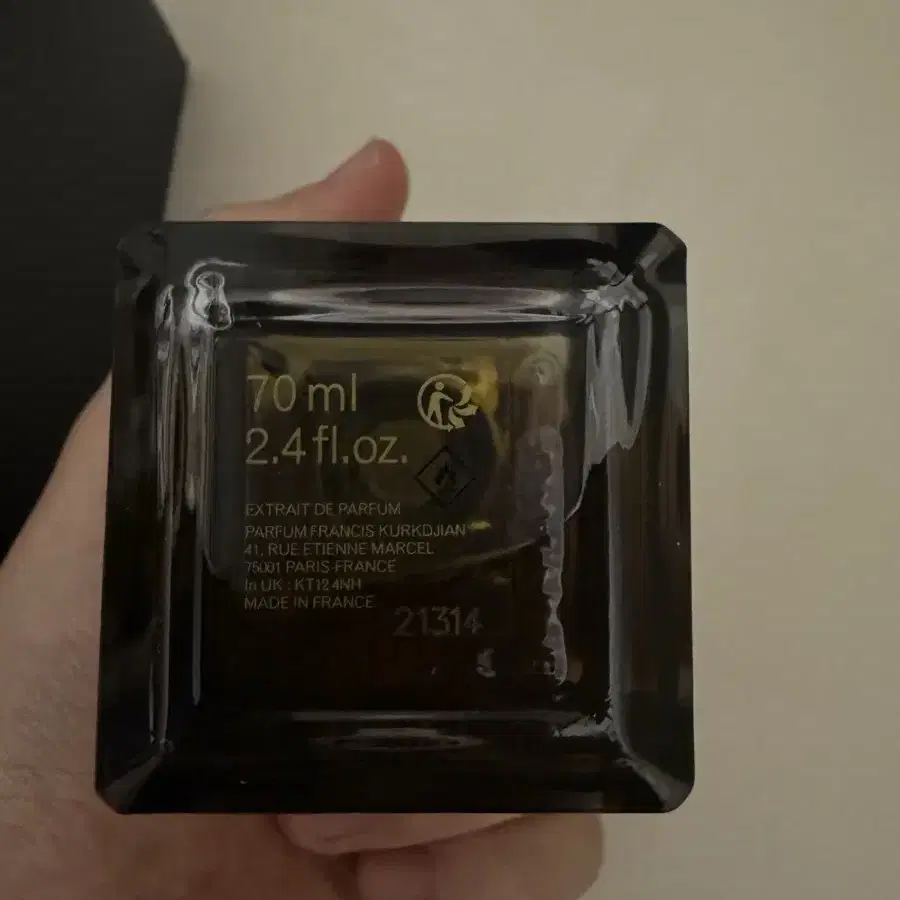 70 ml
2.4 fl.oz.
EXTRAIT DE PARFUM
PARFUM FRANCIS KURKDJIAN
41, RUE ETIENNE MARCEL
75001 PARIS-FRANCE
In UK : KT12 4NH
MADE IN FRANCE
21314